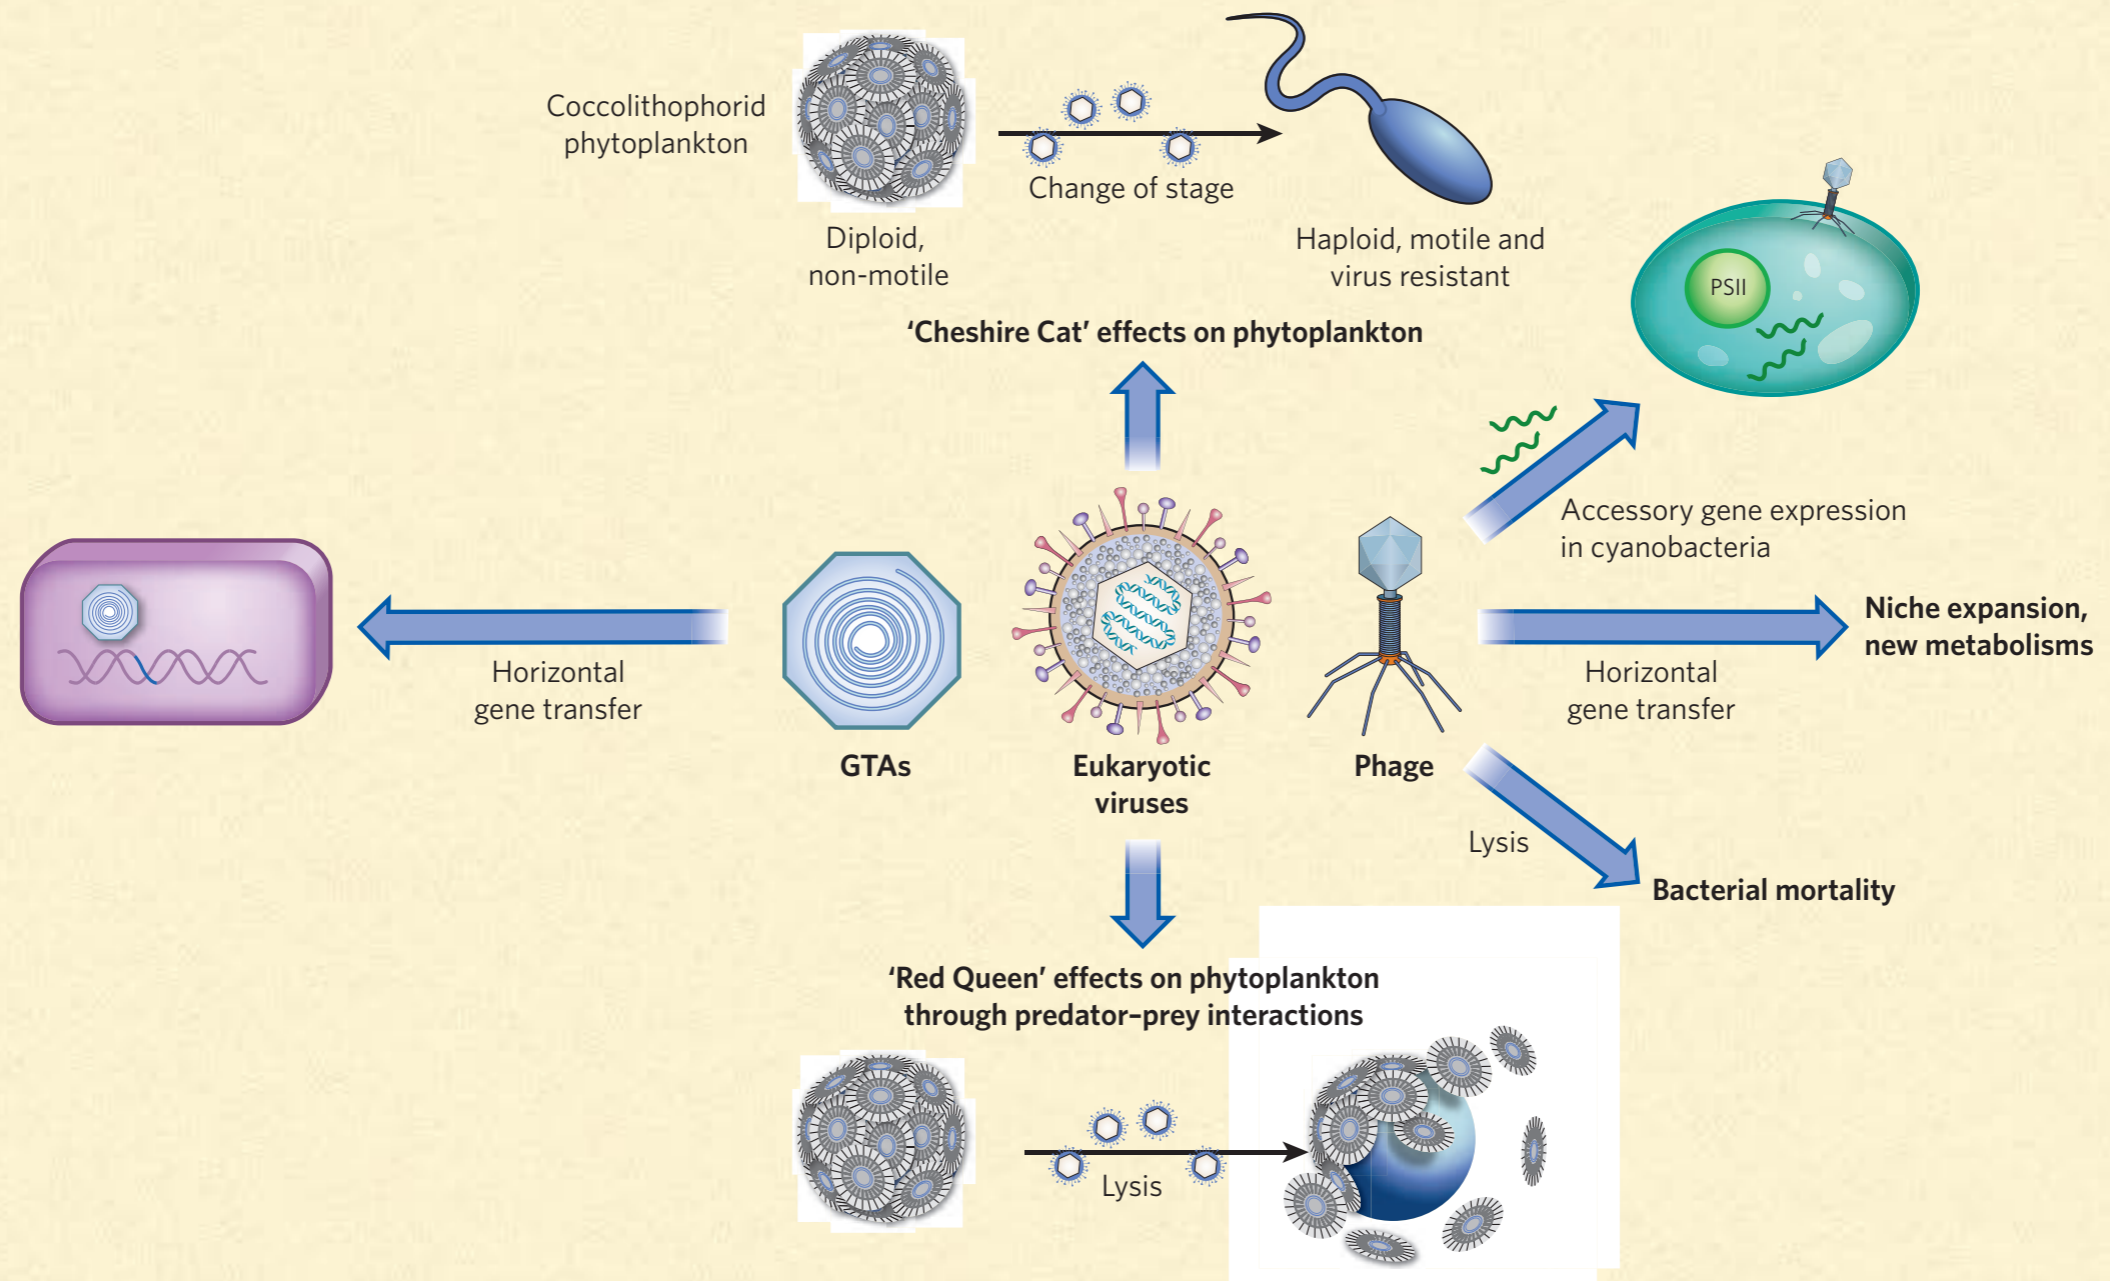 Coccolithophorid
phytoplankton
Change of stage
Diploid,
non-motile
Haploid, motile and
virus resistant
‘Cheshire Cat’ effects on phytoplankton
PSII
Accessory gene expression
in cyanobacteria
Niche expansion,
new metabolisms
Horizontal
gene transfer
Horizontal
gene transfer
GTAs
Eukaryotic
viruses
Phage
Lysis
Bacterial mortality
‘Red Queen’ effects on phytoplankton
through predator–prey interactions
Lysis